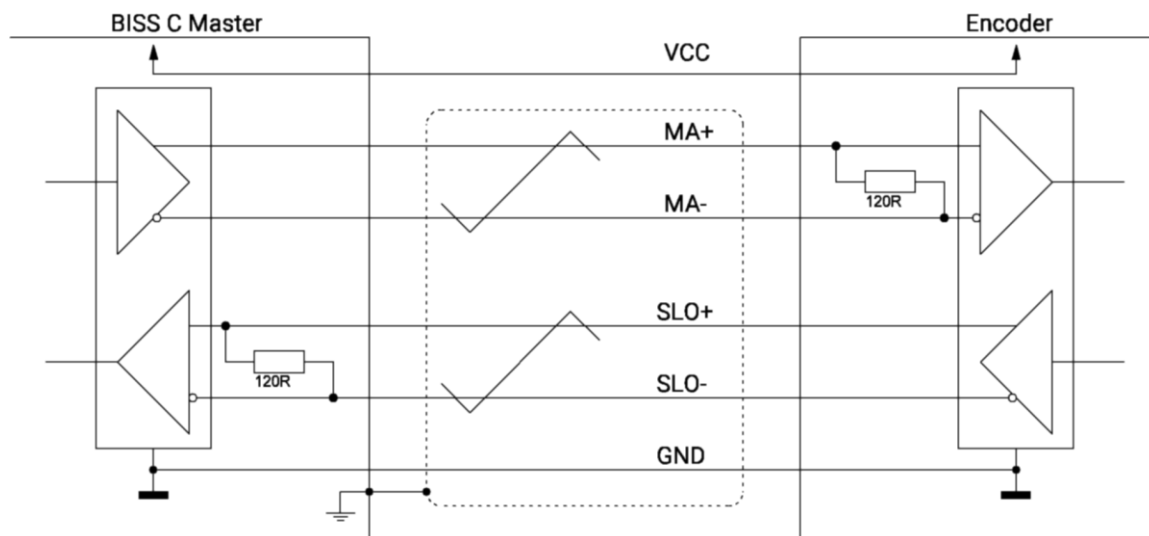 BISS C Master
Encoder
VCC
MA+
120R
MA-
SLO+
120R
SLO-
GND